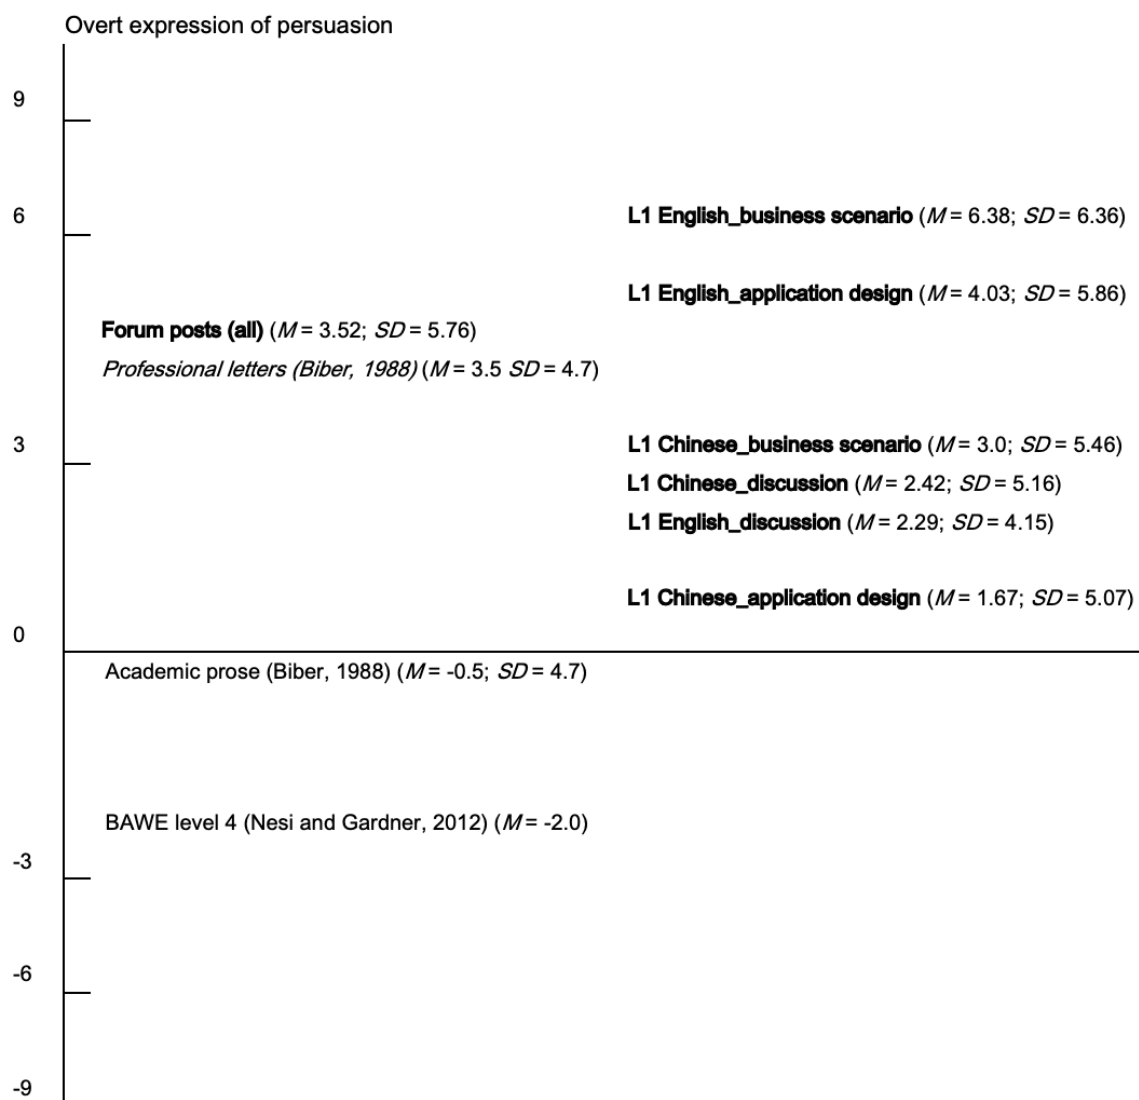 Overt expression of persuasion
9
6
L1 English_business scenario (M = 6.38; SD = 6.36)
L1 English_application design (M = 4.03; SD = 5.86)
Forum posts (all) (M = 3.52; SD = 5.76)
Professional letters (Biber, 1988) (M = 3.5 SD = 4.7)
3
L1 Chinese_business scenario (M = 3.0; SD = 5.46)
L1 Chinese_discussion (M = 2.42; SD = 5.16)
L1 English_discussion (M = 2.29; SD = 4.15)
L1 Chinese_application design (M = 1.67; SD = 5.07)
0
Academic prose (Biber, 1988) (M = -0.5; SD = 4.7)
BAWE level 4 (Nesi and Gardner, 2012) (M = -2.0)
-3
-6
-9